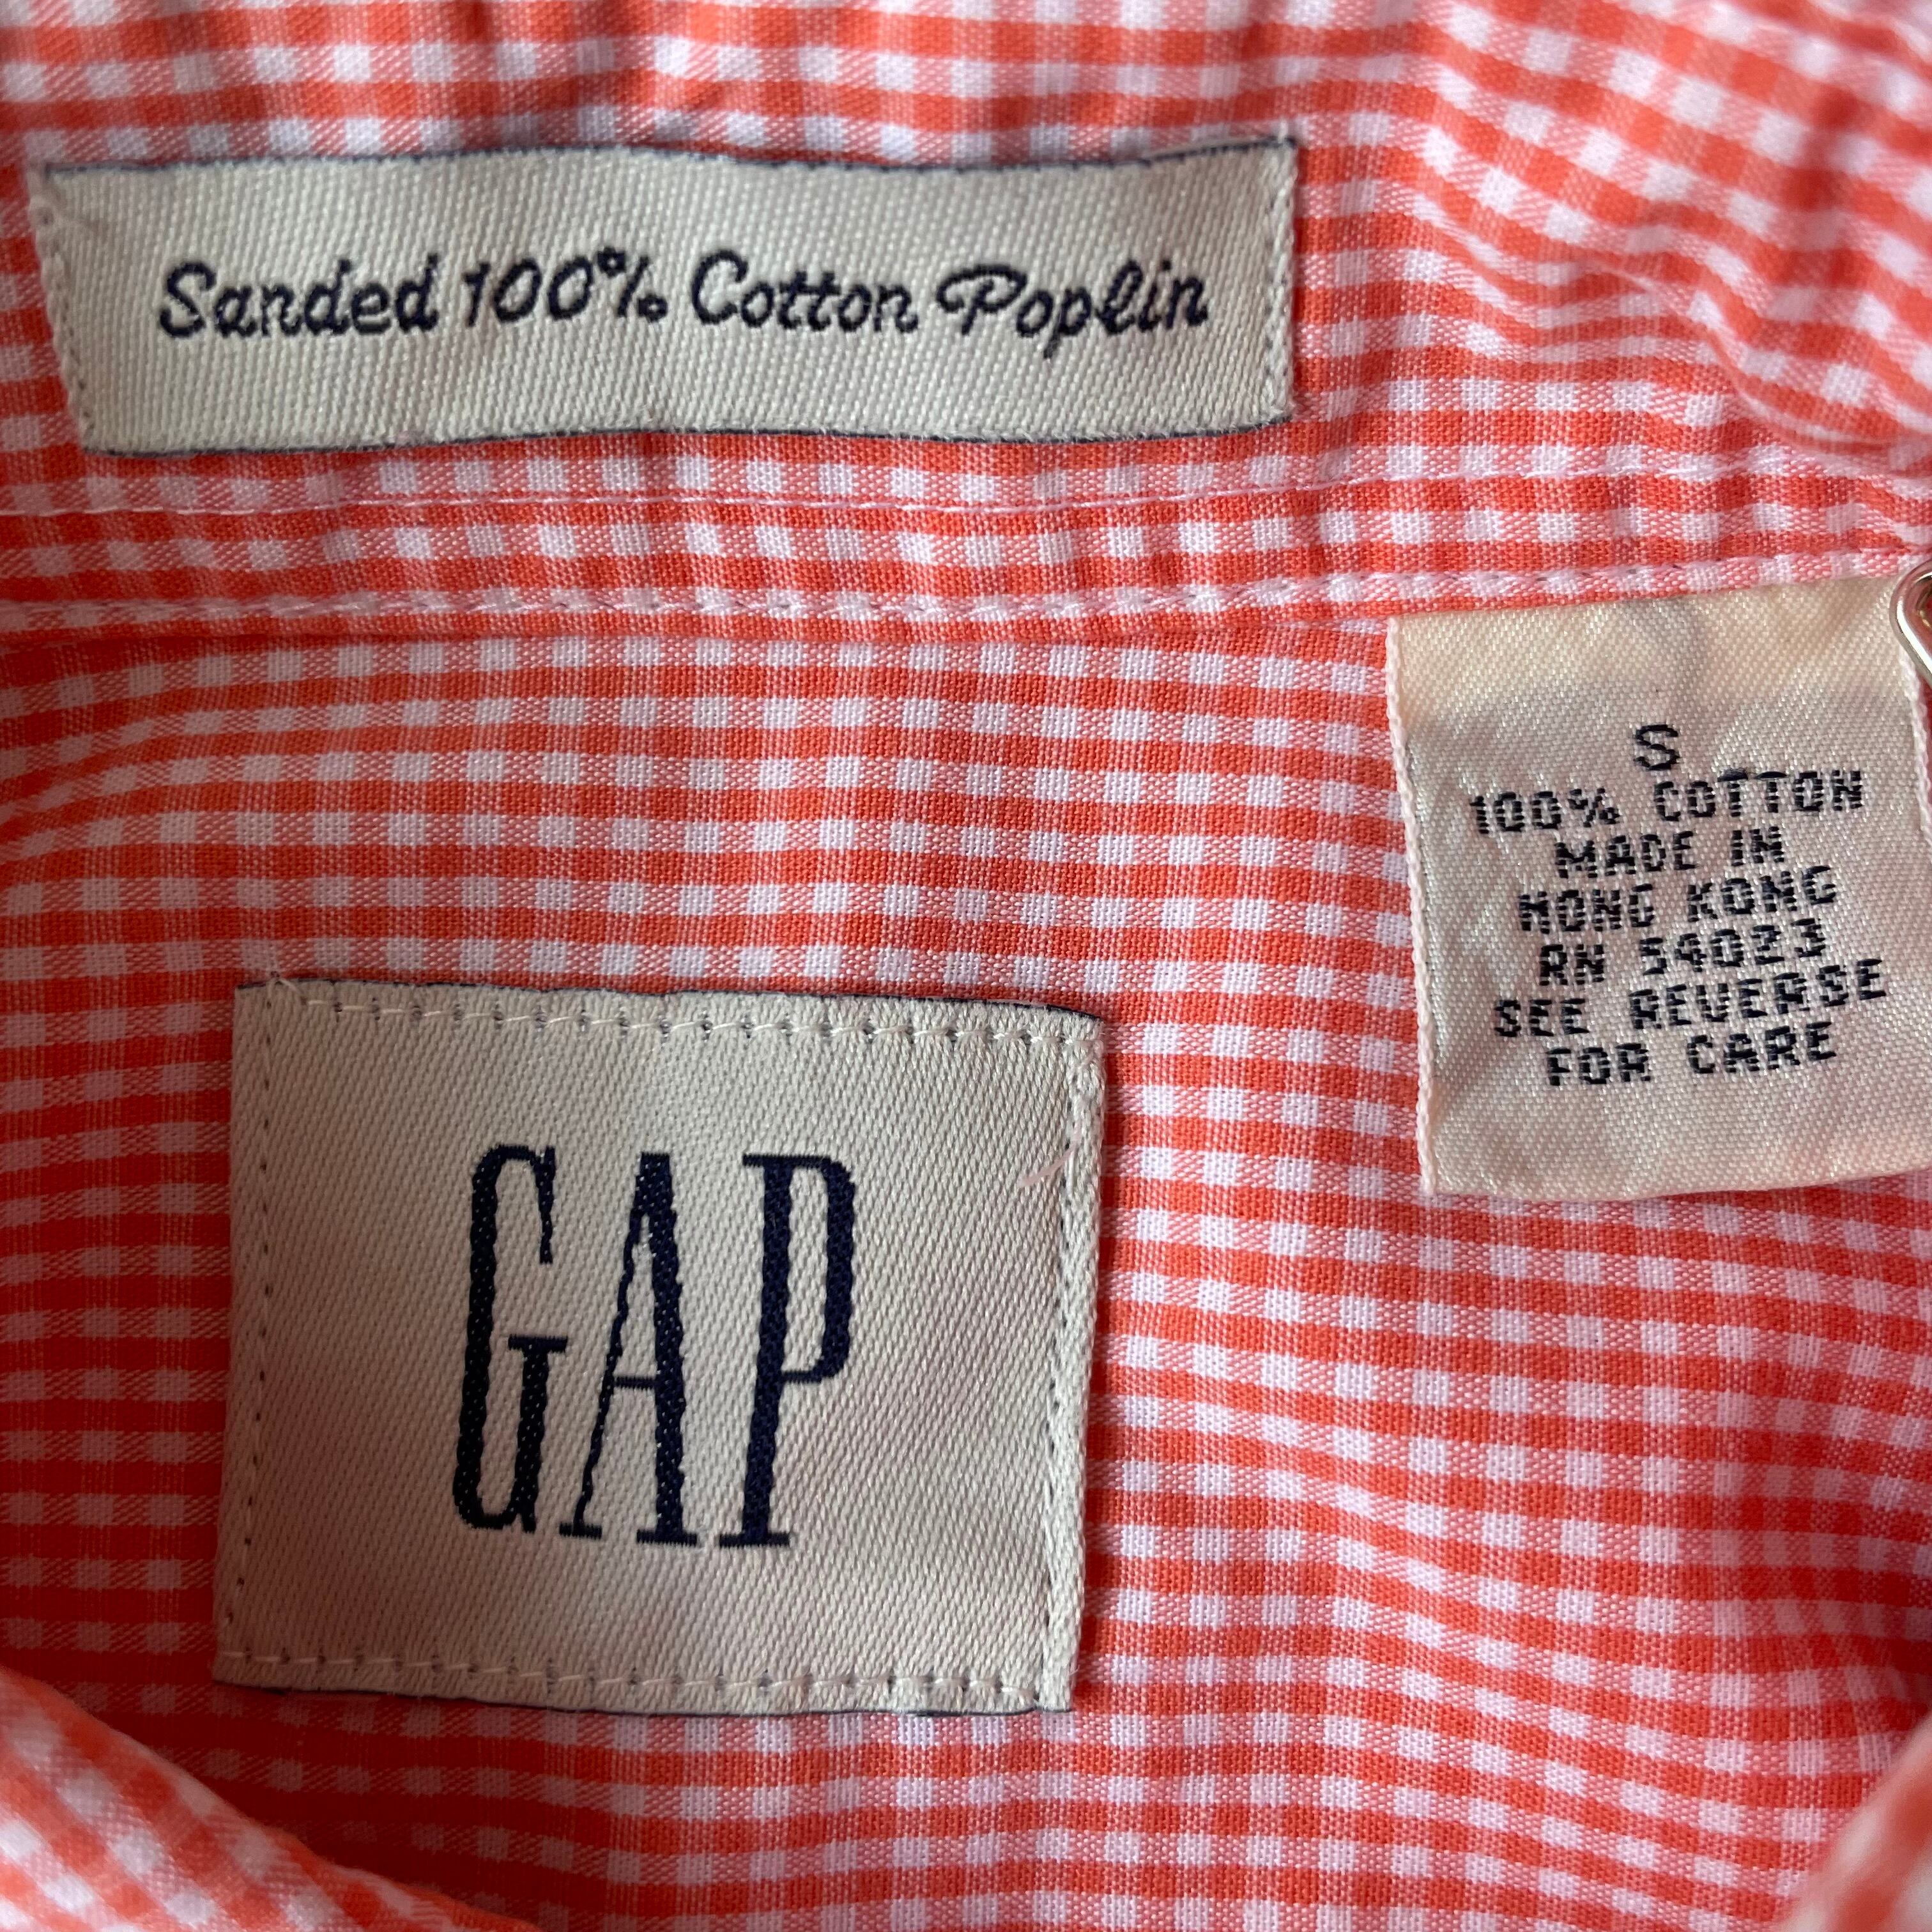 Sanded 100% Cotton Poplin
S
100% COTTON
MADE IN
HONG KONG
RN 54023
SEE REVERSE
FOR CARE
GAP